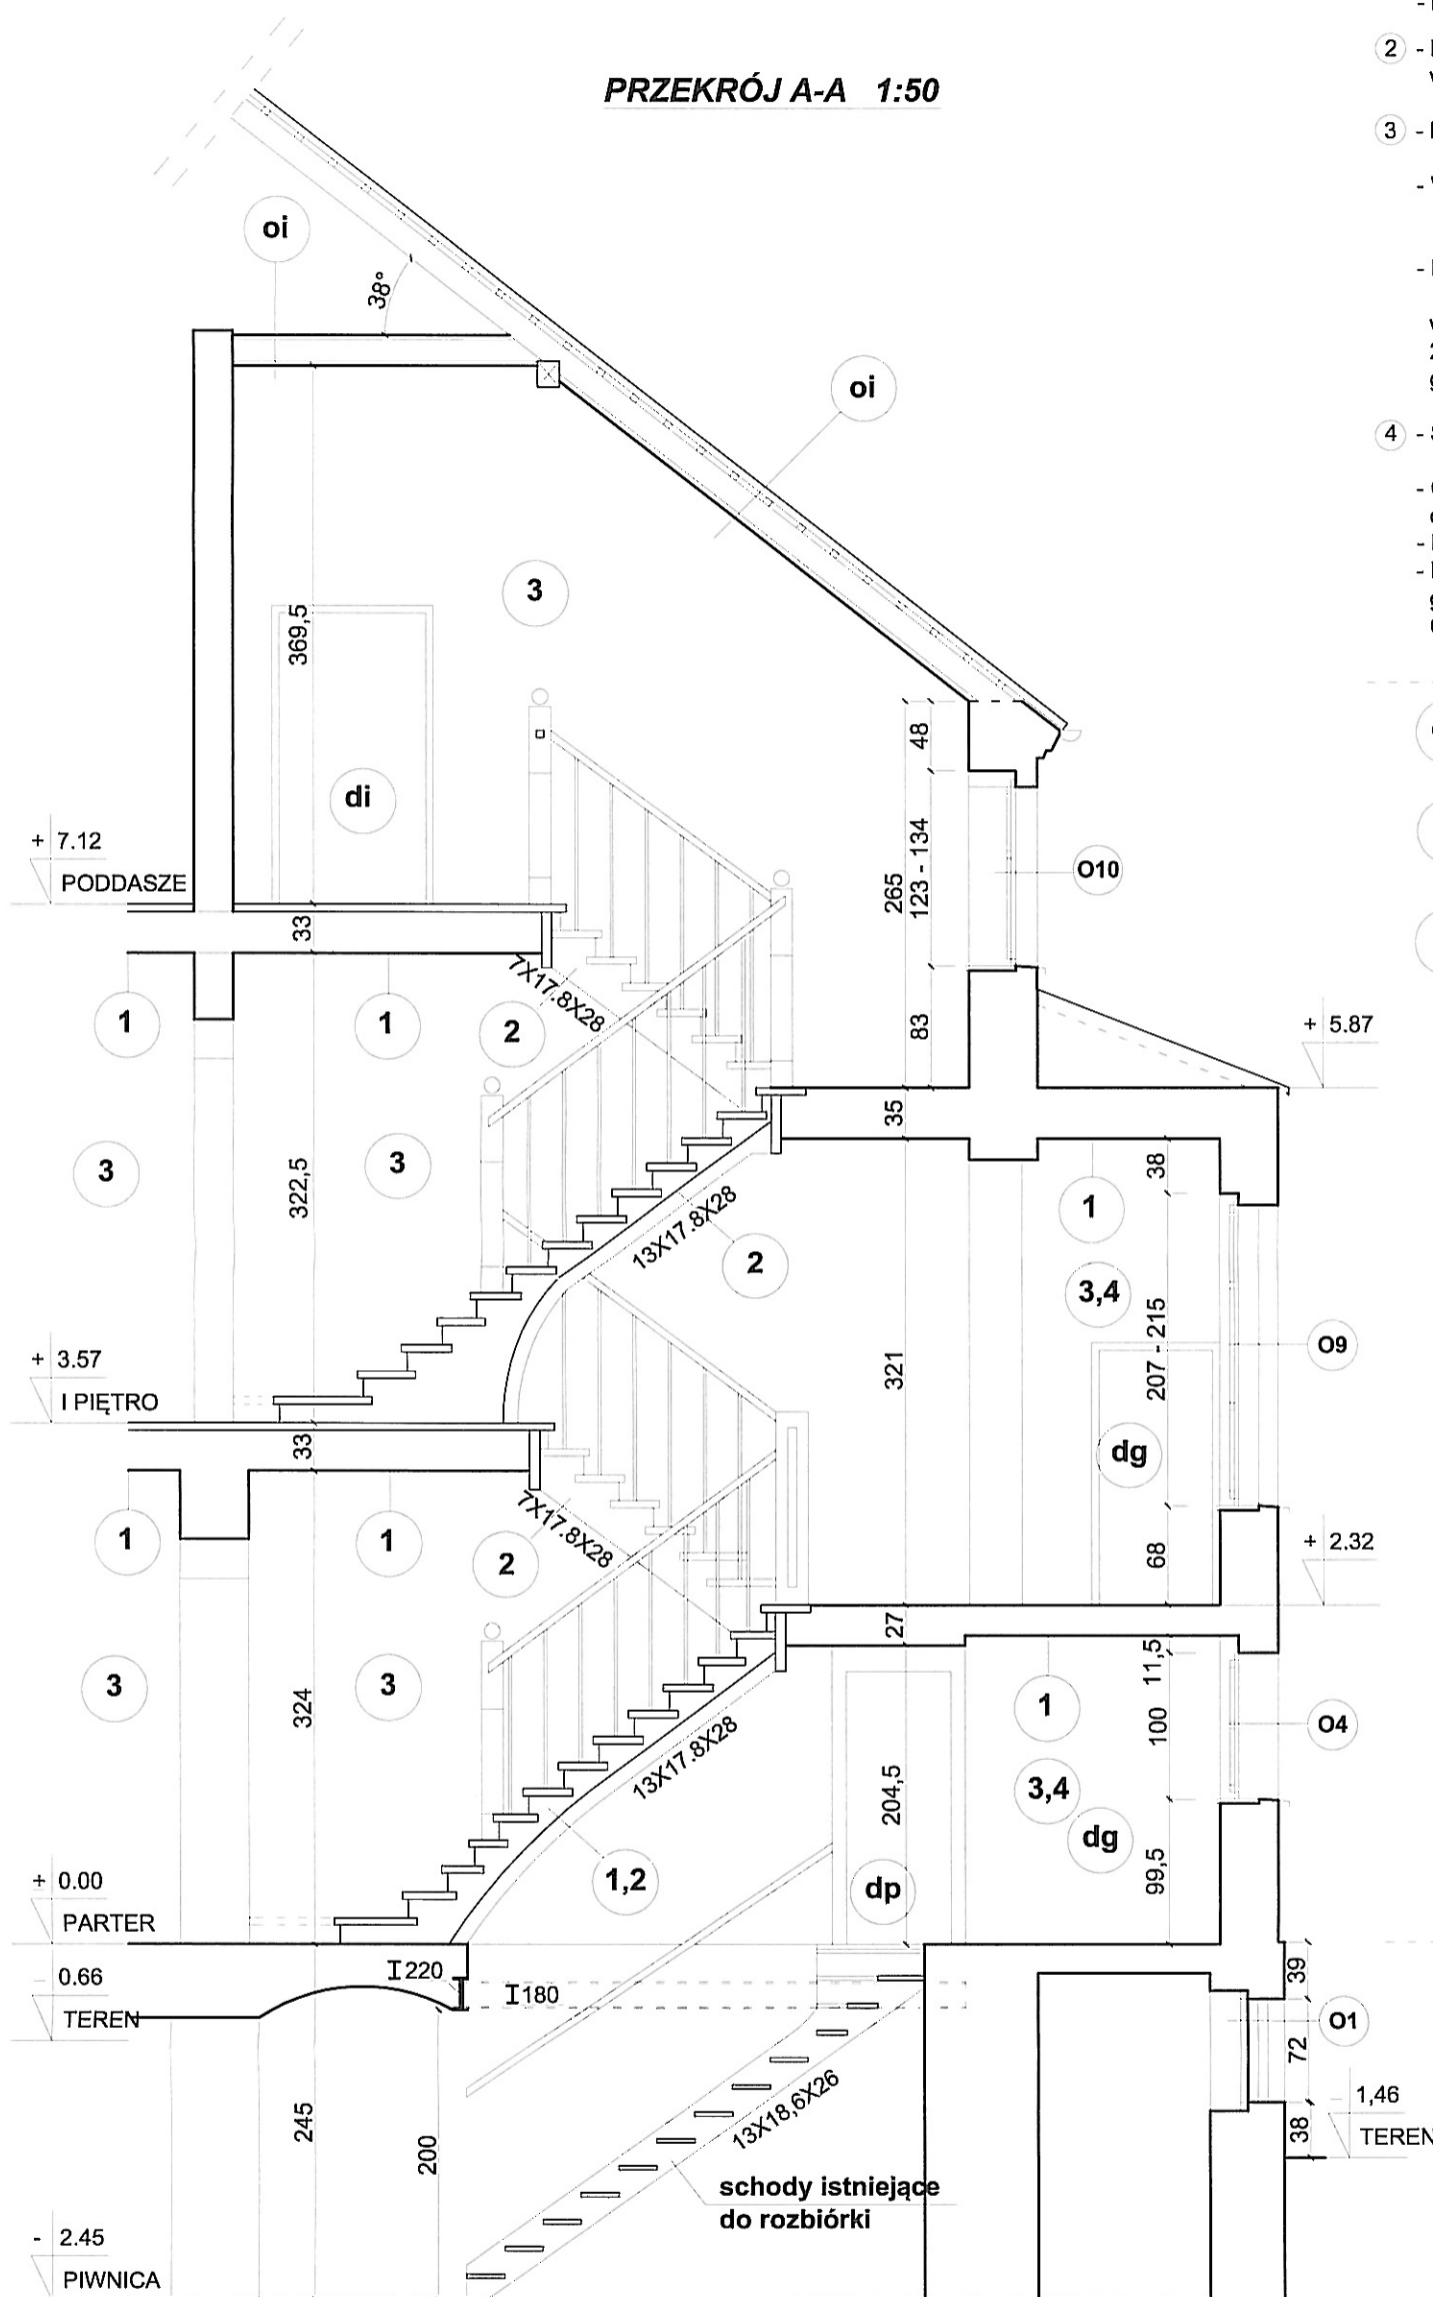 PRZEKRÓJ A-A 1:50
2 -
3 -
-
-
4 -
-
-
-
oi
38°
oi
3
369,5
di
48
123 - 134
265
O10
83
+ 7.12
PODDASZE
33
7X17.8X28
1
1
2
+ 5.87
35
38
3
3
322,5
13X17.8X28
2
1
3,4
207 - 215
O9
321
+ 3.57
I PIĘTRO
33
dg
7X17.8X28
1
1
2
68
+ 2.32
27
11,5
3
3
324
13X17.8X28
1
100
O4
204,5
3,4
dg
1,2
dp
99,5
+ 0.00
PARTER
0.66
TEREN
I220
I180
39
O1
72
245
200
13X18,6X26
38
1,46
TEREN
schody istniejące
do rozbiórki
- 2.45
PIWNICA